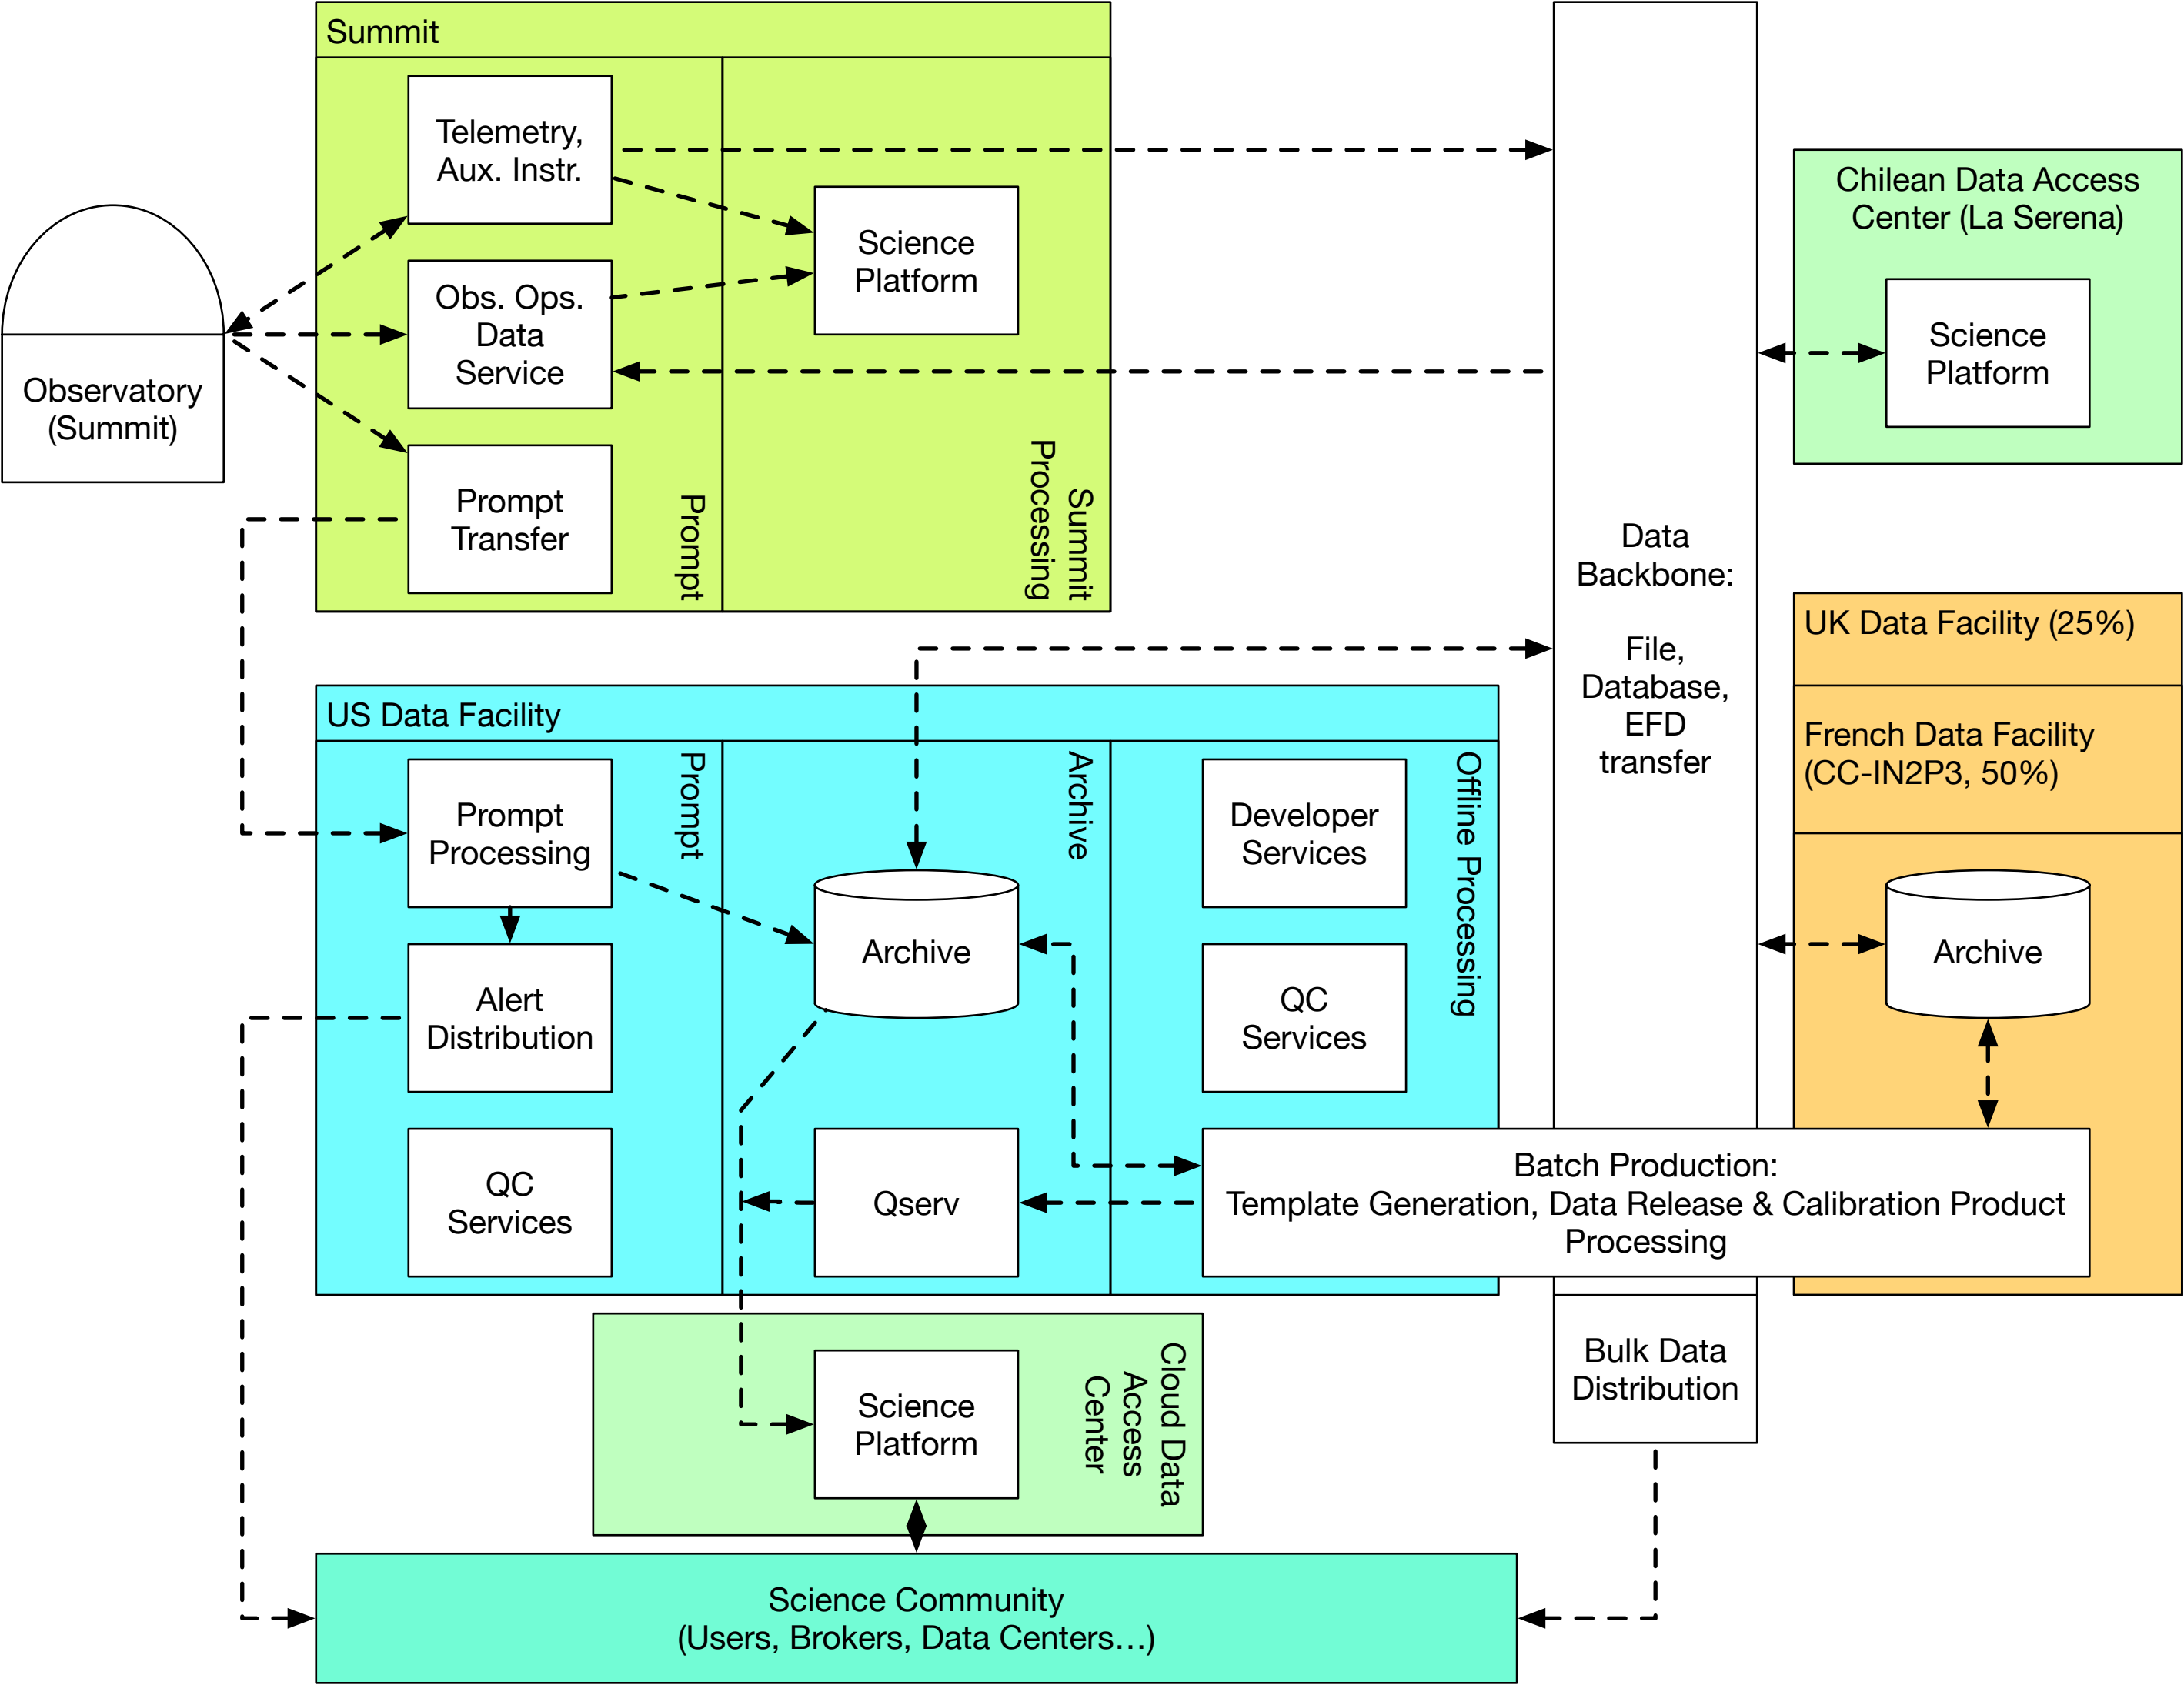 Summit
Telemetry,
Aux. Instr.
Science
Platform
Obs. Ops.
Data
Service
Observatory
(Summit)
Prompt
Transfer
Prompt
Summit
Processing
Data
Backbone:
File,
Database,
EFD
transfer
Chilean Data Access
Center (La Serena)
Science
Platform
UK Data Facility (25%)
French Data Facility
(CC-IN2P3, 50%)
Archive
US Data Facility
Prompt
Processing
Prompt
Alert
Distribution
QC
Services
Archive
Archive
Qserv
Developer
Services
Offline Processing
QC
Services
Batch Production:
Template Generation, Data Release & Calibration Product
Processing
Bulk Data
Distribution
Science
Platform
Cloud Data
Access
Center
Science Community
(Users, Brokers, Data Centers…)